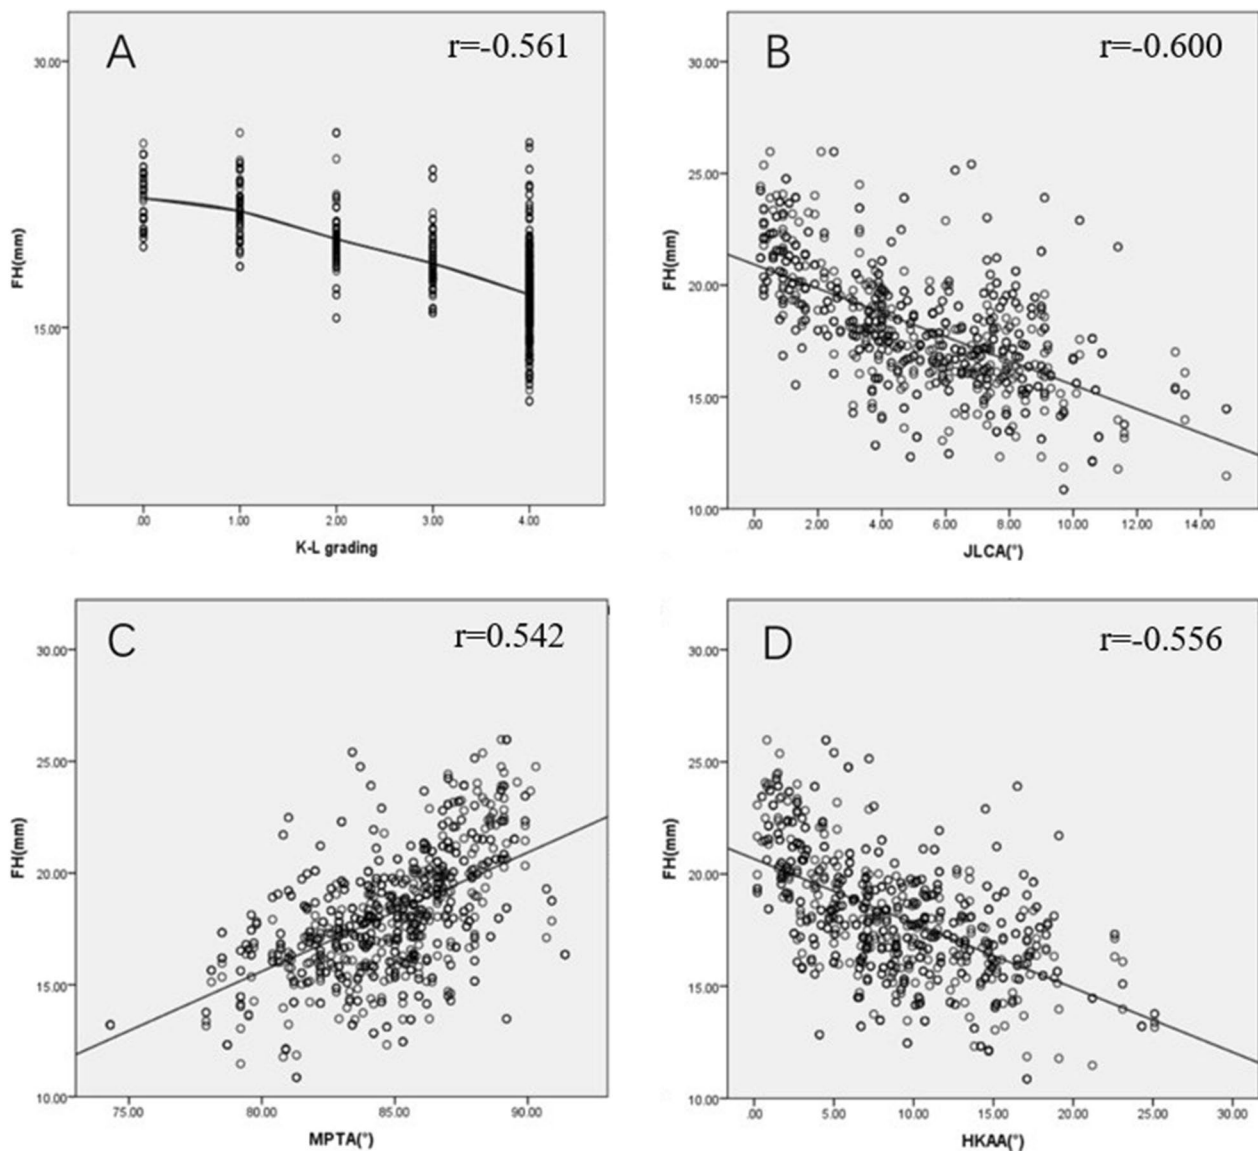 A
r=-0.561
30.00
15.00
FH(mm)
.00 1.00 2.00 3.00 4.00
K-L grading
B
r=-0.600
30.00
25.00
20.00
15.00
10.00
FH(mm)
.00 2.00 4.00 6.00 8.00 10.00 12.00 14.00
JLCA(°)
C
r=0.542
30.00
25.00
20.00
15.00
10.00
FH(mm)
75.00 80.00 85.00 90.00
MPTA(°)
D
r=-0.556
30.00
25.00
20.00
15.00
10.00
FH(mm)
.00 5.00 10.00 15.00 20.00 25.00 30.00
HKAA(°)